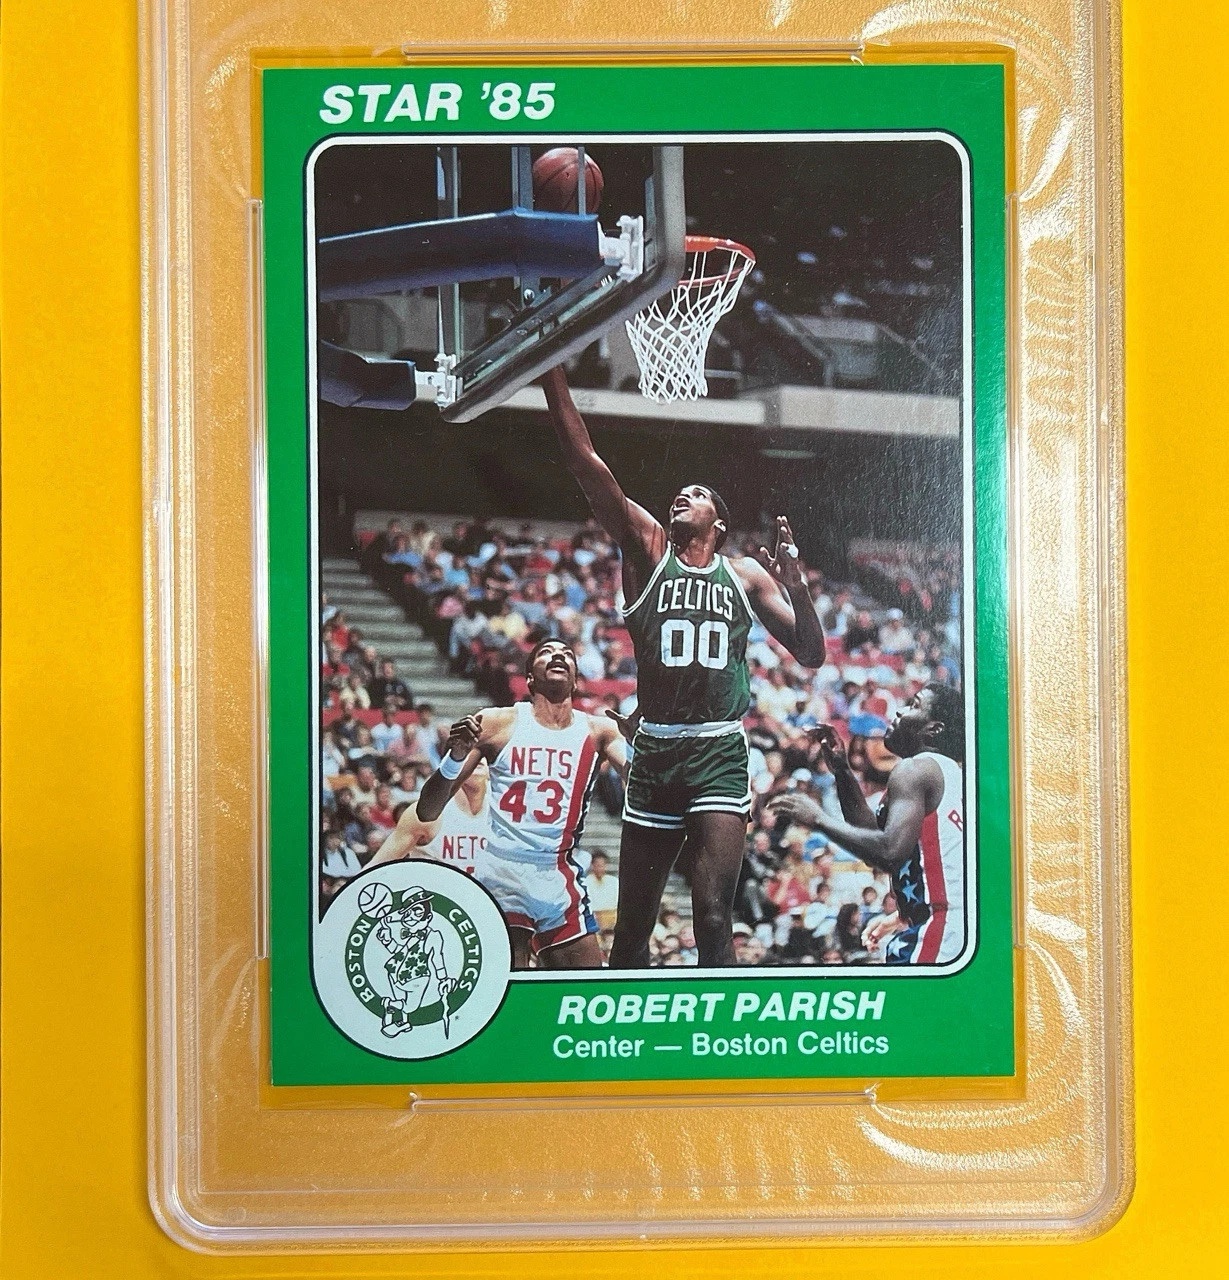 STAR '85
CELTICS
00
NETS
43
NETS
R
BOSTON CELTICS
ROBERT PARISH
Center — Boston Celtics